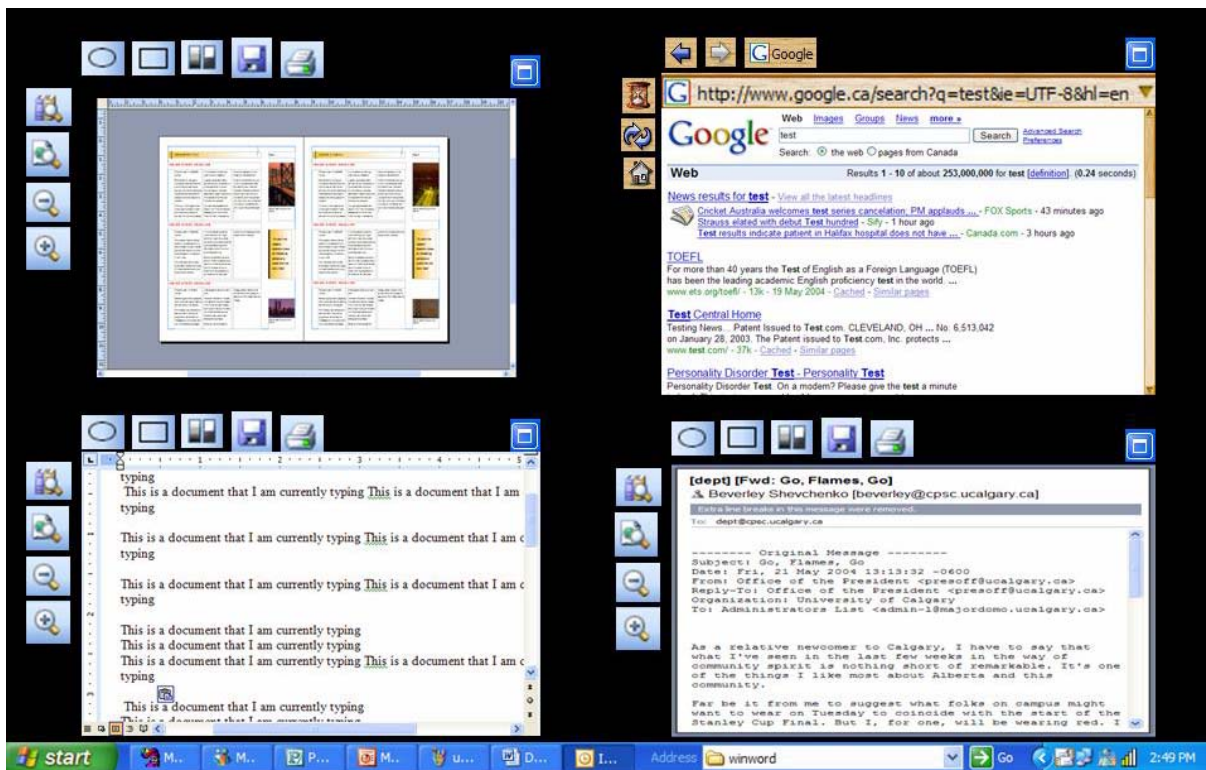 Google
http://www.google.ca/search?q=test&ie=UTF-8&hl=en
Google
Web Images Groups News more »
test
Search
Advanced Search
Preferences
Search: the web pages from Canada
Web
Results 1 - 10 of about 253,000,000 for test [definition]. (0.24 seconds)
News results for test - View all the latest headlines
Cricket Australia welcomes test series cancelation; PM applauds ... - FOX Sports - 43 minutes ago
Strauss elated with debut Test hundred - Sify - 1 hour ago
Test results indicate patient in Halifax hospital does not have ... - Canada.com - 3 hours ago
TOEFL
For more than 40 years the Test of English as a Foreign Language (TOEFL)
has been the leading academic English proficiency test in the world. ...
www.ets.org/toefl/ - 13k - 19 May 2004 - Cached - Similar pages
Test Central Home
Testing News... Patent Issued to Test.com. CLEVELAND, OH ... No. 6,513,042
on January 28, 2003. The Patent issued to Test.com, Inc. protects ...
www.test.com/ - 37k - Cached - Similar pages
Personality Disorder Test - Personality Test
Personality Disorder Test. On a modem? Please give the test a minute
typing
This is a document that I am currently typing This is a document that I am
typing
This is a document that I am currently typing This is a document that I am c
typing
This is a document that I am currently typing This is a document that I am c
typing
This is a document that I am currently typing
This is a document that I am currently typing
This is a document that I am currently typing This is a document that I am c
typing
This is a document that I am currently typing
This is a document that I am currently typing
[dept] [Fwd: Go, Flames, Go]
Beverley Shevchenko [beverley@cpsc.ucalgary.ca]
Extra line breaks in this message were removed.
To: dept@cpsc.ucalgary.ca
-------- Original Message --------
Subject: Go, Flames, Go
Date: Fri, 21 May 2004 13:13:32 -0600
From: Office of the President <presoff@ucalgary.ca>
Reply-To: Office of the President <presoff@ucalgary.ca>
Organization: University of Calgary
To: Administrators List <admin-l@majordomo.ucalgary.ca>
As a relative newcomer to Calgary, I have to say that
what I've seen in the last few weeks in the way of
community spirit is nothing short of remarkable. It's one
of the things I like most about Alberta and this
community.
Far be it from me to suggest what folks on campus might
want to wear on Tuesday to coincide with the start of the
Stanley Cup Final. But I, for one, will be wearing red. I
start M... M... P... M... u... D... I... Address winword Go 2:49 PM